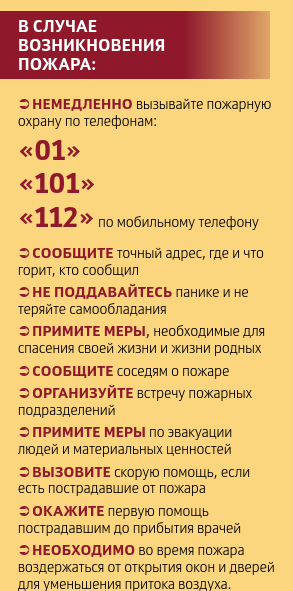 В СЛУЧАЕ
ВОЗНИКНОВЕНИЯ
ПОЖАРА:
➲ НЕМЕДЛЕННО вызывайте пожарную
охрану по телефонам:
«01»
«101»
«112» по мобильному телефону
➲ СООБЩИТЕ точный адрес, где и что
горит, кто сообщил
➲ НЕ ПОДДАВАЙТЕСЬ панике и не
теряйте самообладания
➲ ПРИМИТЕ МЕРЫ, необходимые для
спасения своей жизни и жизни родных
➲ СООБЩИТЕ соседям о пожаре
➲ ОРГАНИЗУЙТЕ встречу пожарных
подразделений
➲ ПРИМИТЕ МЕРЫ по эвакуации
людей и материальных ценностей
➲ ВЫЗОВИТЕ скорую помощь, если
есть пострадавшие от пожара
➲ ОКАЖИТЕ первую помощь
пострадавшим до прибытия врачей
➲ НЕОБХОДИМО во время пожара
воздержаться от открытия окон и дверей
для уменьшения притока воздуха.